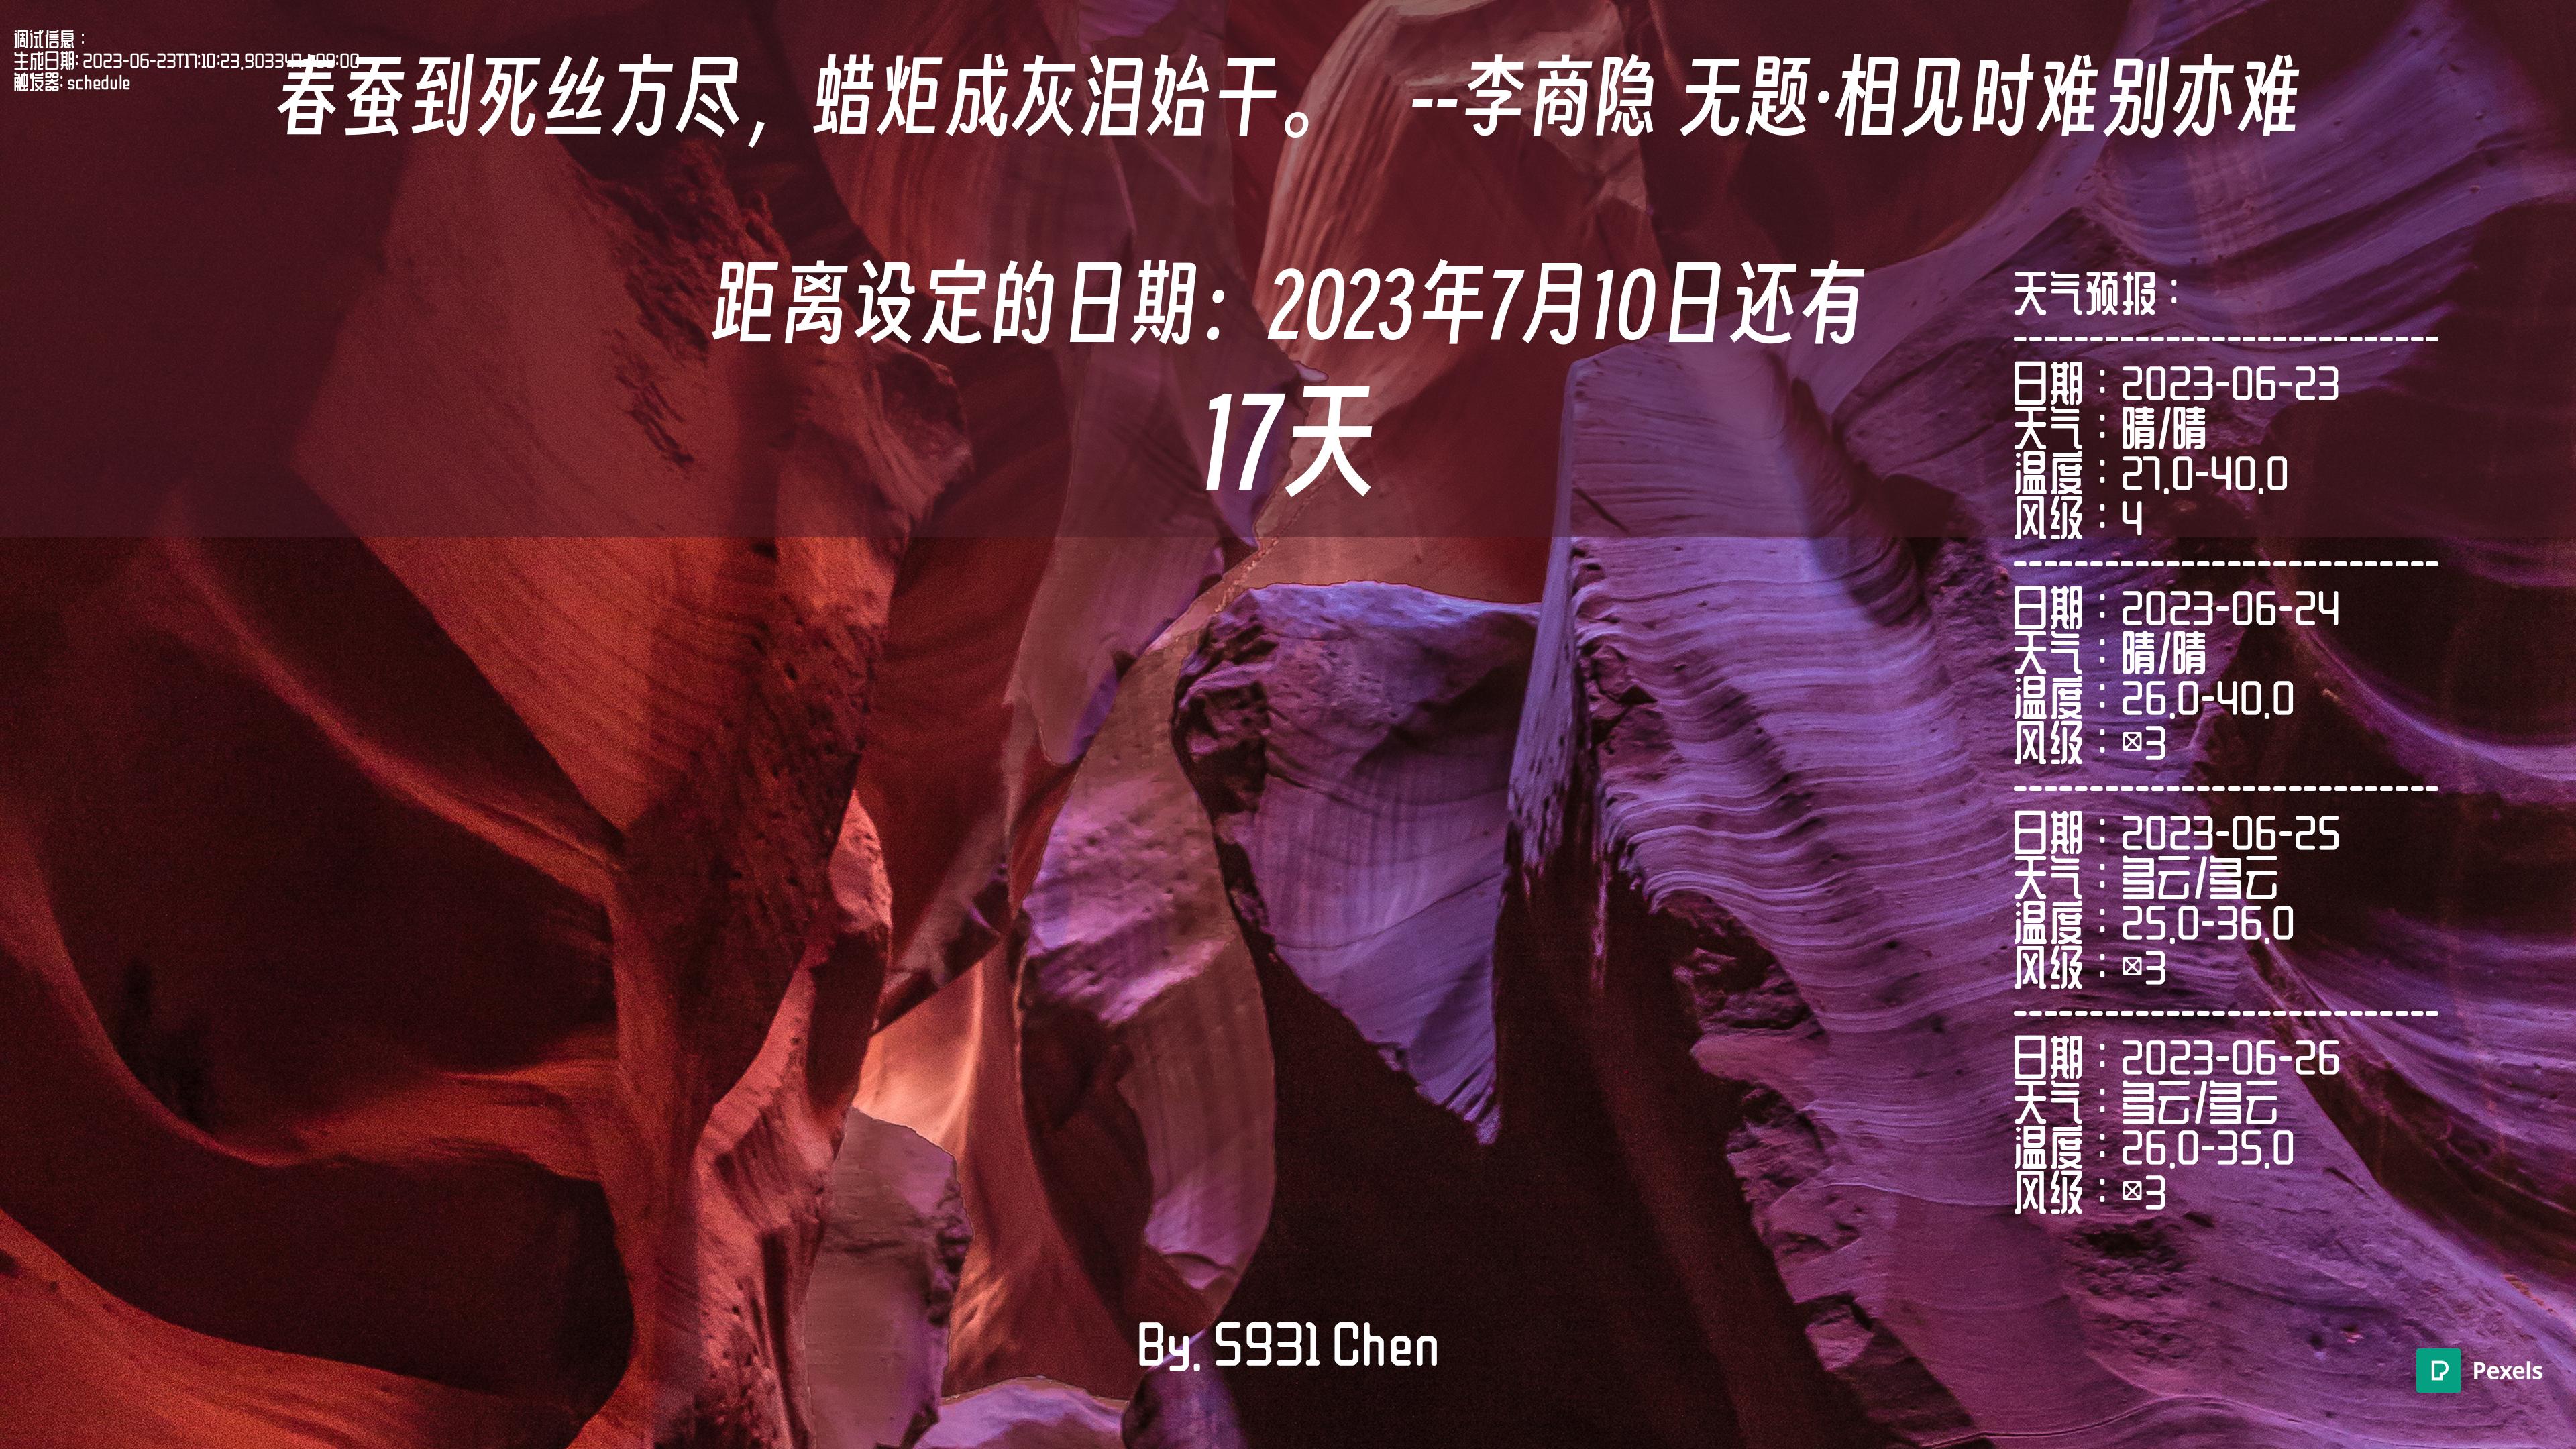 调试信息：
生成日期: 2023-06-23T17:10:23.903347+08:00
触发器: schedule
春蚕到死丝方尽，蜡炬成灰泪始干。 --李商隐 无题·相见时难别亦难
距离设定的日期：2023年7月10日还有
17天
天气预报：
----------------------------
日期：2023-06-23
天气：晴/晴
温度：27.0-40.0
风级：4
----------------------------
日期：2023-06-24
天气：晴/晴
温度：26.0-40.0
风级：☒3
----------------------------
日期：2023-06-25
天气：多云/多云
温度：25.0-36.0
风级：☒3
----------------------------
日期：2023-06-26
天气：多云/多云
温度：26.0-35.0
风级：☒3
By. S931 Chen
Pexels